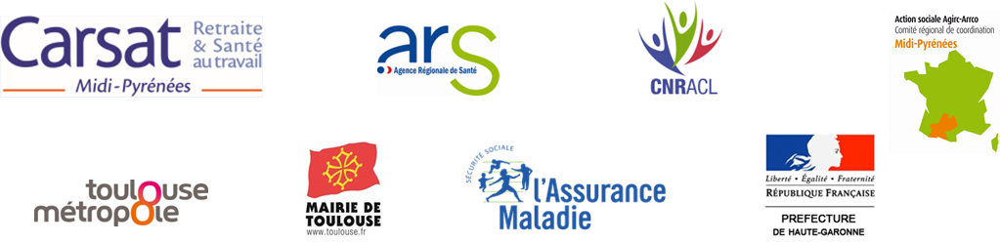 Carsat
Retraite
& Santé
au travail
Midi-Pyrénées
ars
Agence Régionale de Santé
CNRACL
Action sociale Agirc-Arrco
Comité régional de coordination
Midi-Pyrénées
toulouse
métropole
MAIRIE DE
TOULOUSE
www.toulouse.fr
SÉCURITÉ SOCIALE
l'Assurance
Maladie
Liberté • Égalité • Fraternité
RÉPUBLIQUE FRANÇAISE
PREFECTURE
DE HAUTE-GARONNE